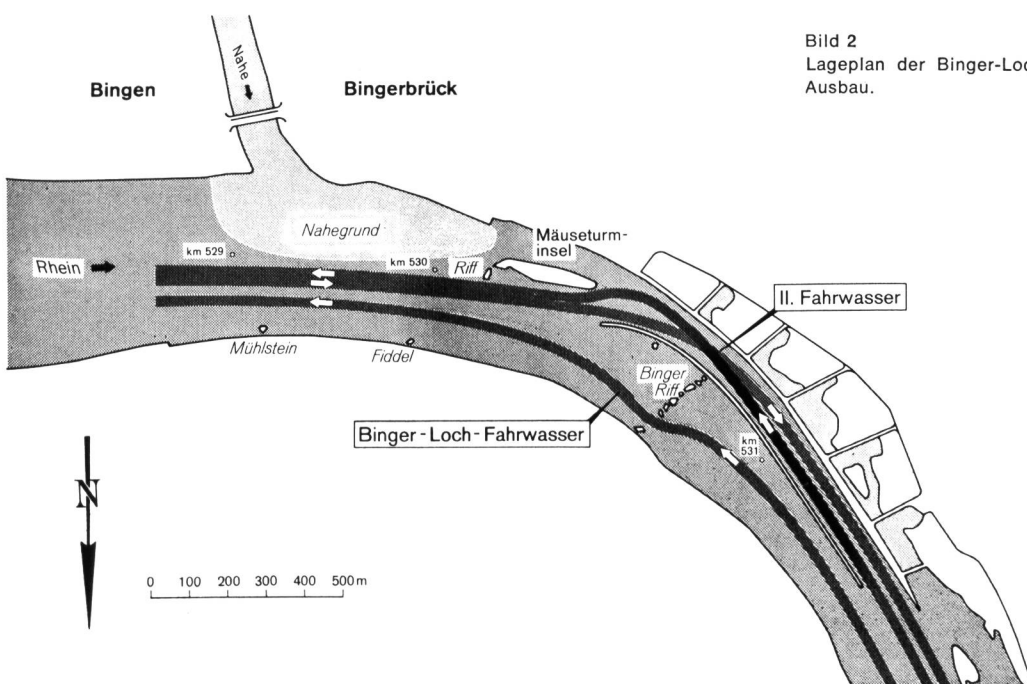 Bild 2
Lageplan der Binger-Loc
Ausbau.
Nahe
Bingen
Bingerbrück
Nahegrund
km 529
km 530
Riff
Mäuseturm-
insel
Rhein
II. Fahrwasser
Mühlstein
Fiddel
Binger
Riff
Binger-Loch-Fahrwasser
km
531
N
0 100 200 300 400 500 m